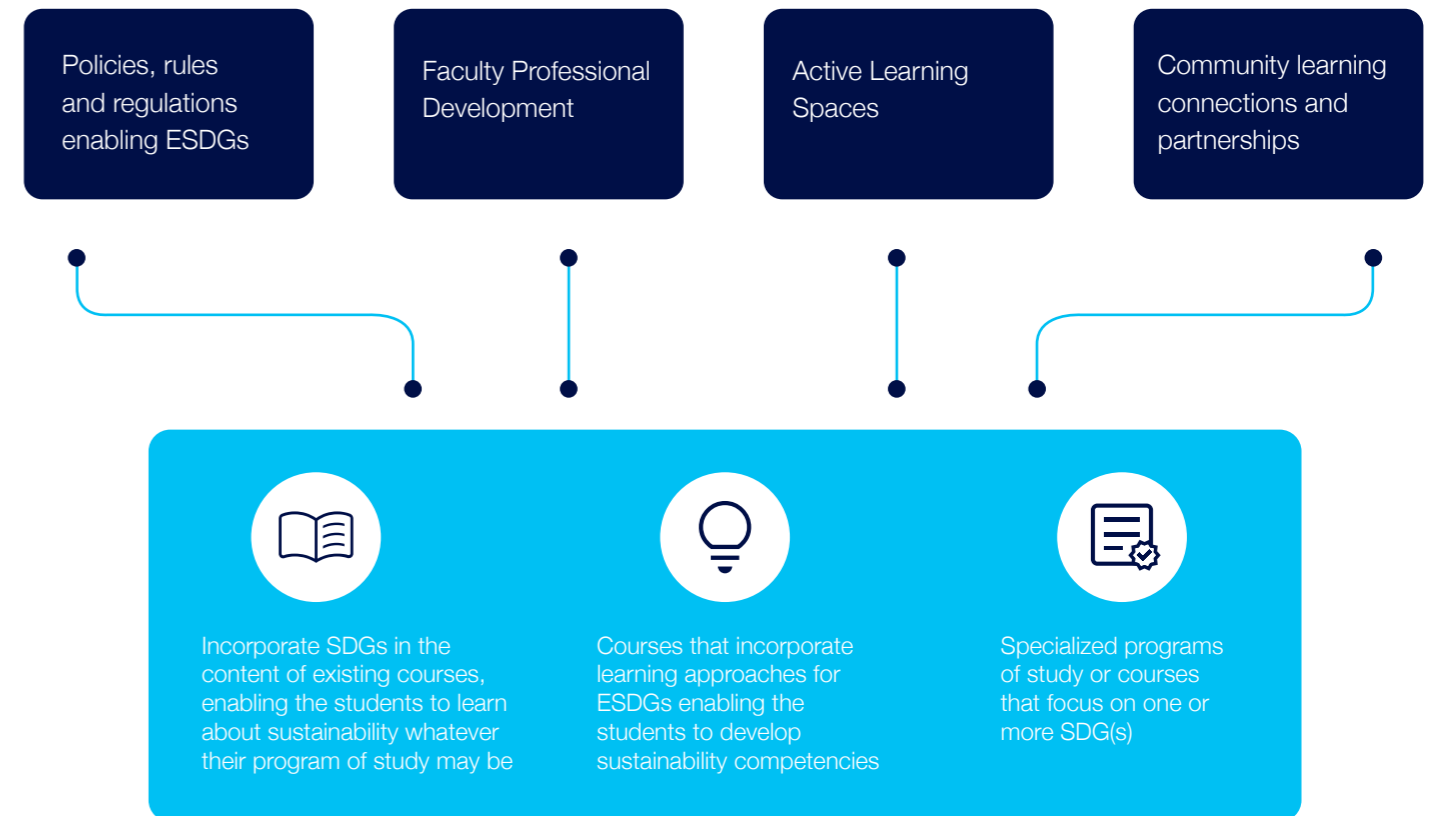 Policies, rules
and regulations
enabling ESDGs
Faculty Professional
Development
Active Learning
Spaces
Community learning
connections and
partnerships
Incorporate SDGs in the
content of existing courses,
enabling the students to learn
about sustainability whatever
their program of study may be
Courses that incorporate
learning approaches for
ESDGs enabling the
students to develop
sustainability competencies
Specialized programs
of study or courses
that focus on one or
more SDG(s)